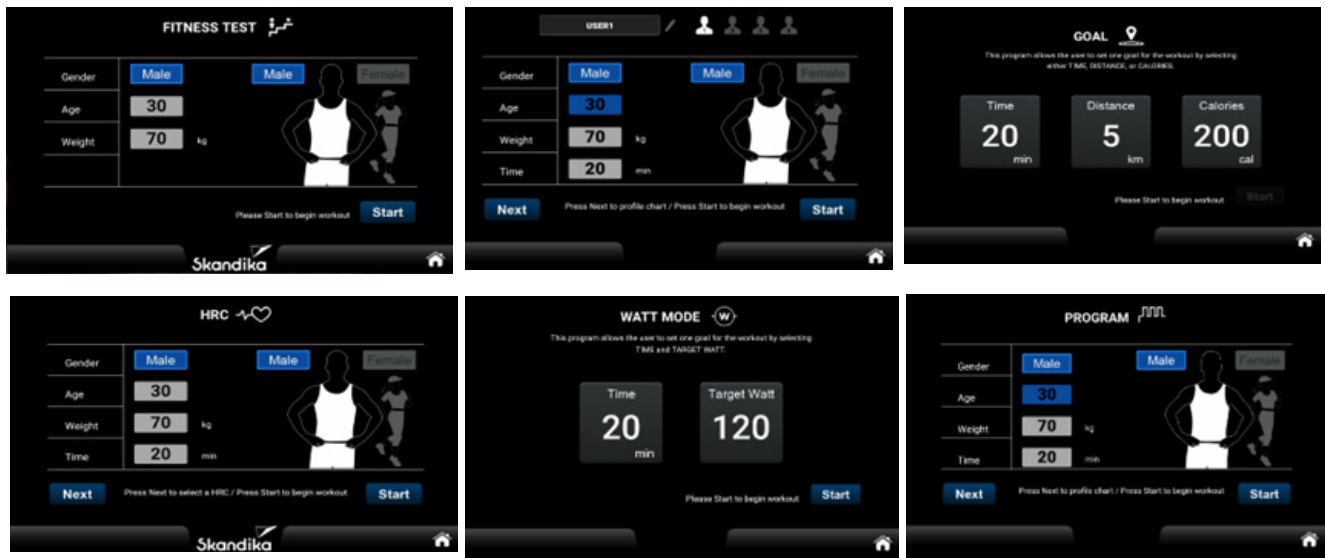 FITNESS TEST
Gender Male Male Female
Age 30
Weight 70 kg
Please Start to begin workout Start
Skandika
USER1
Gender Male Male Female
Age 30
Weight 70 kg
Time 20 min
Next Press Next to profile chart / Press Start to begin workout Start
GOAL
This program allows the user to set one goal for the workout by selecting
either TIME, DISTANCE, or CALORIES.
Time Distance Calories
20 5 200
min km cal
Please Start to begin workout Start
HRC
Gender Male Male Female
Age 30
Weight 70 kg
Time 20 min
Next Press Next to select a HRC / Press Start to begin workout Start
Skandika
WATT MODE W
This program allows the user to set one goal for the workout by selecting
TIME and TARGET WATT.
Time Target Watt
20 120
min
Please Start to begin workout Start
PROGRAM
Gender Male Male Female
Age 30
Weight 70 kg
Time 20 min
Next Press Next to profile chart / Press Start to begin workout Start